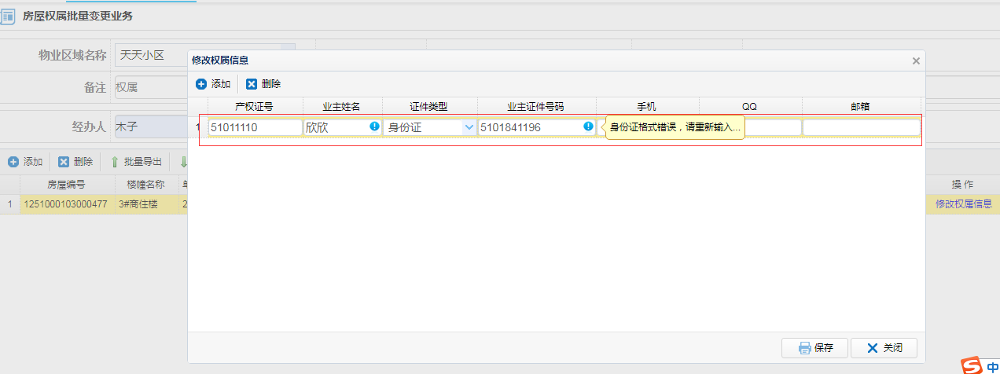 房屋权属批量变更业务
物业区域名称 天天小区
备注 权属
经办人 木子
添加 删除 批量导出
房屋编号 楼幢名称 操 作
1 1251000103000477 3#商住楼 2 修改权属信息
修改权属信息
添加 删除
产权证号 业主姓名 证件类型 业主证件号码 手机 QQ 邮箱
1 51011110 欣欣 身份证 5101841196 身份证格式错误，请重新输入...
保存 关闭
S 中